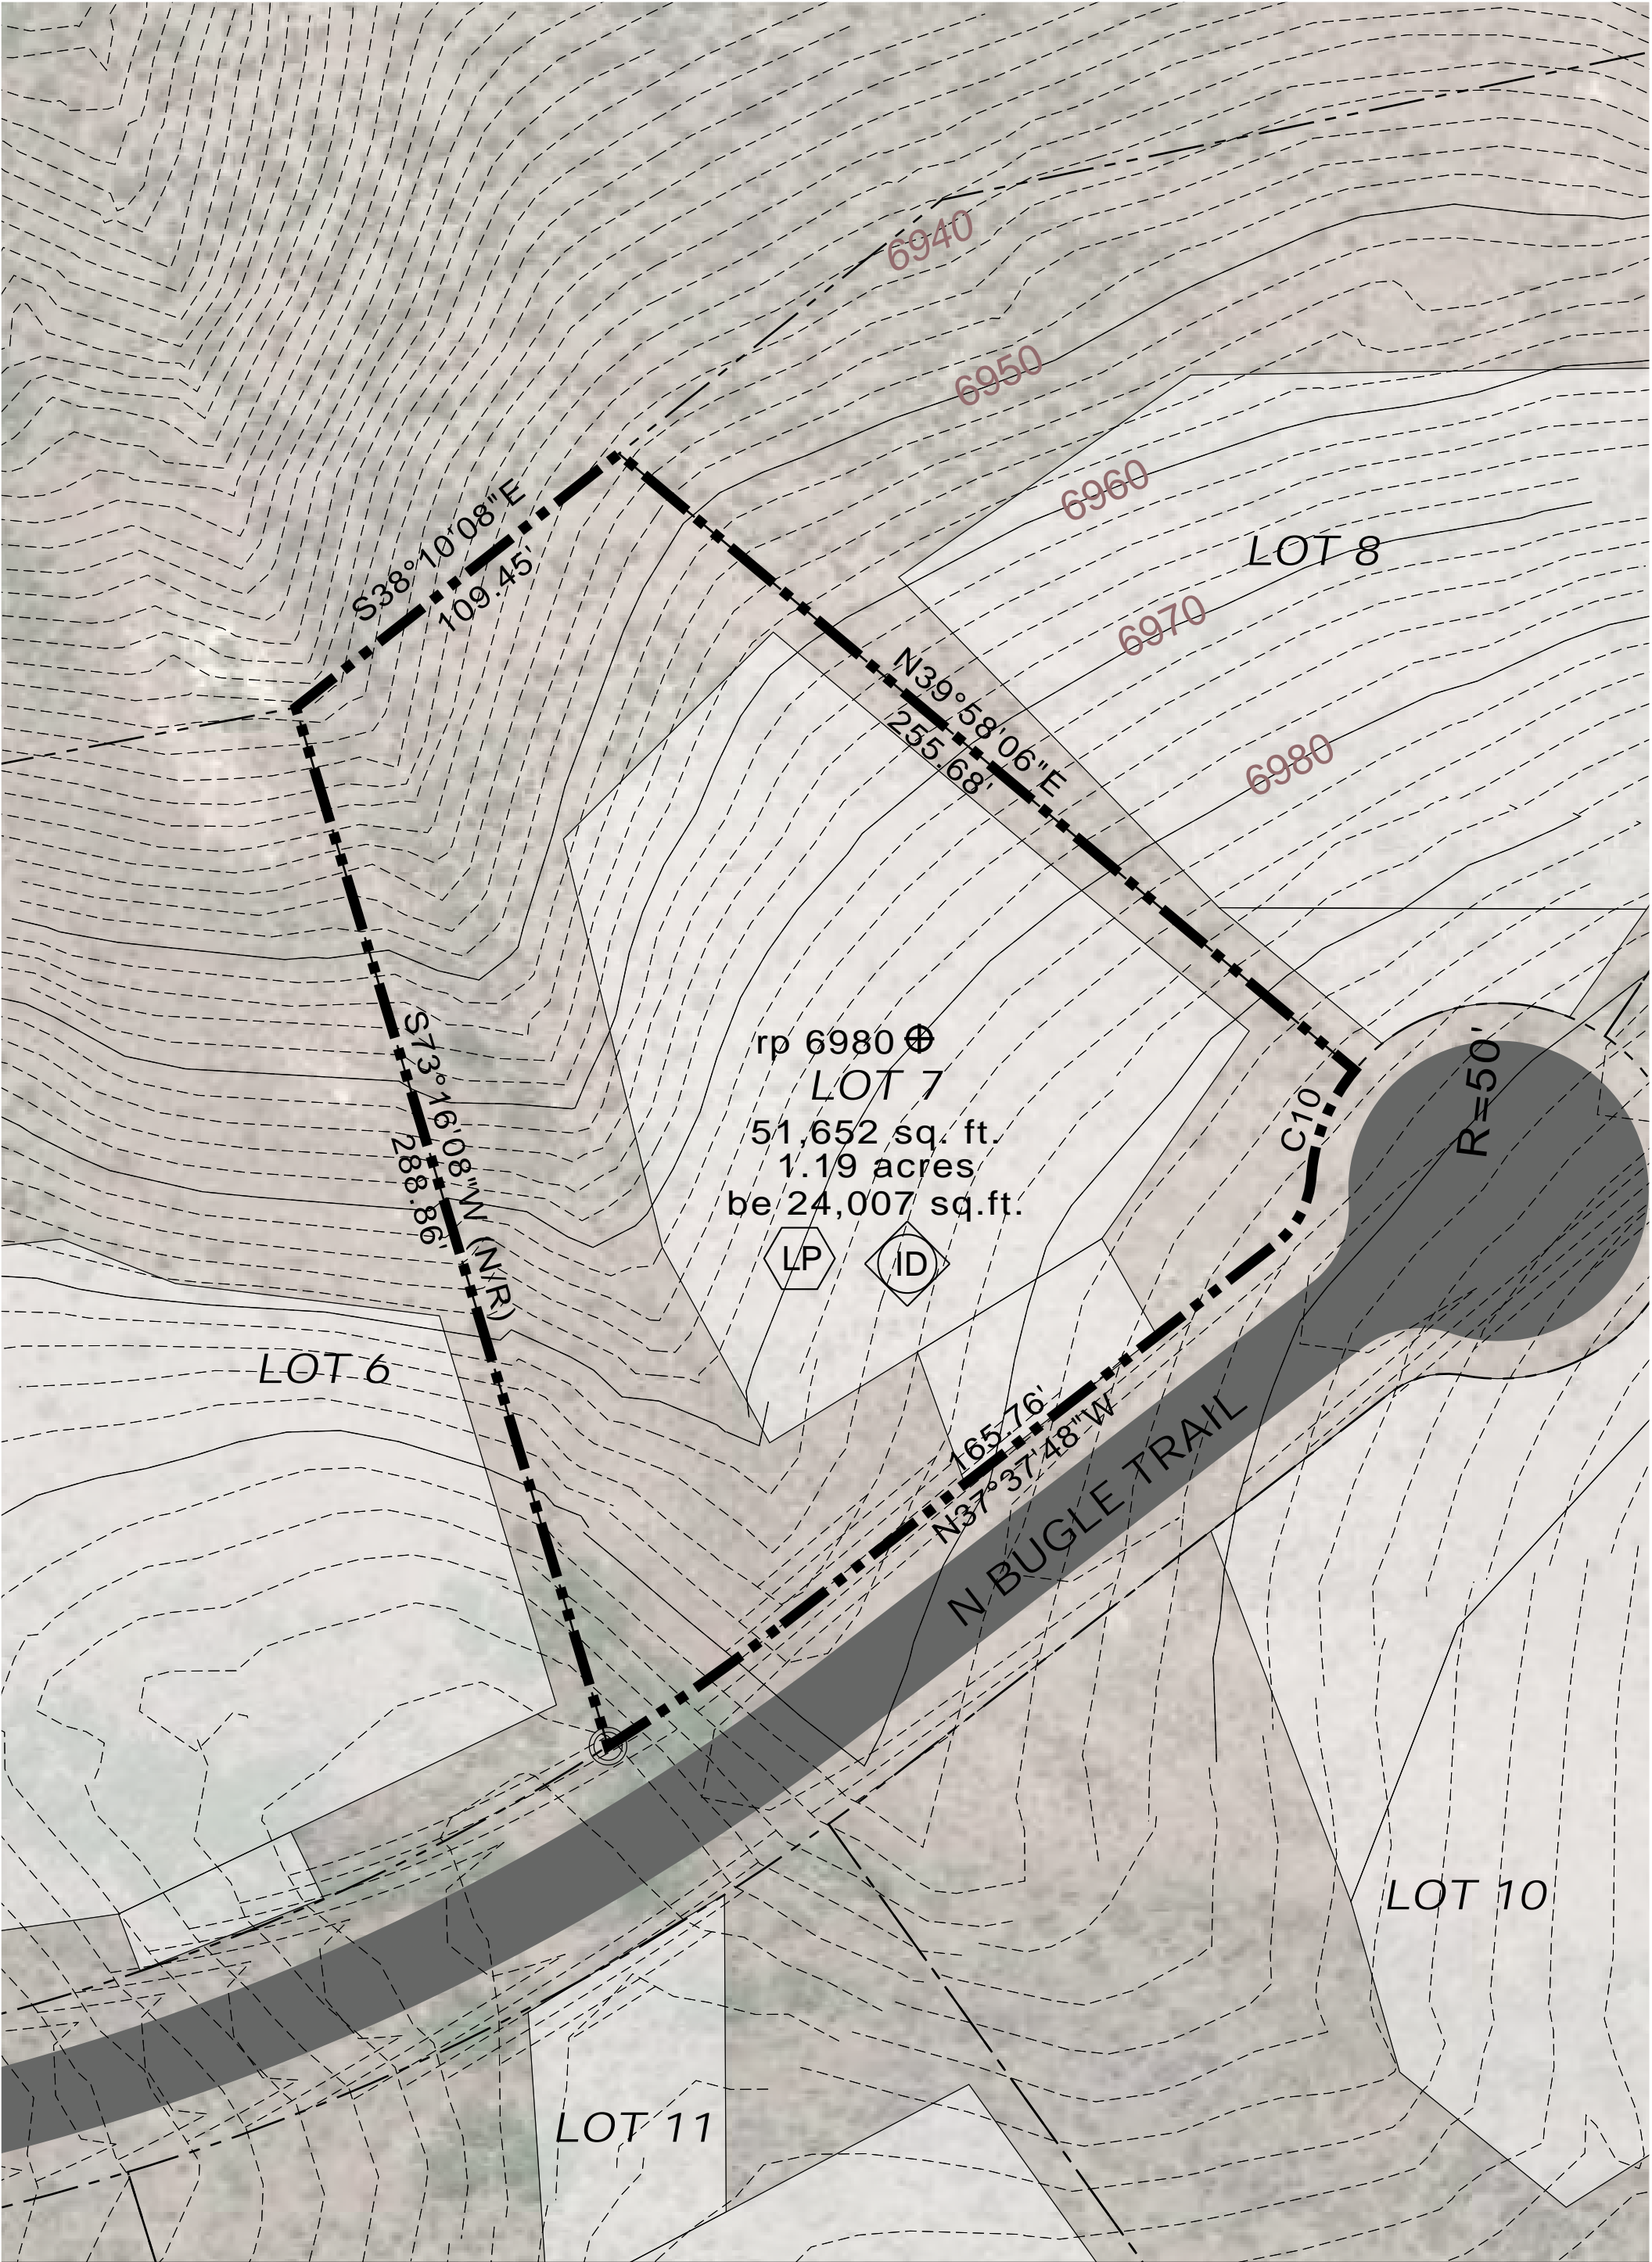 6940
6950
6960
6970
6980
LOT 8
S38°10'08"E
109.45'
N39°58'06"E
255.68'
S73°16'08"W (N/R)
288.86'
rp 6980
LOT 7
51,652 sq. ft.
1.19 acres
be 24,007 sq.ft.
LP
ID
C10
R=50'
LOT 6
165.76'
N37°37'48"W
N BUGLE TRAIL
LOT 10
LOT 11